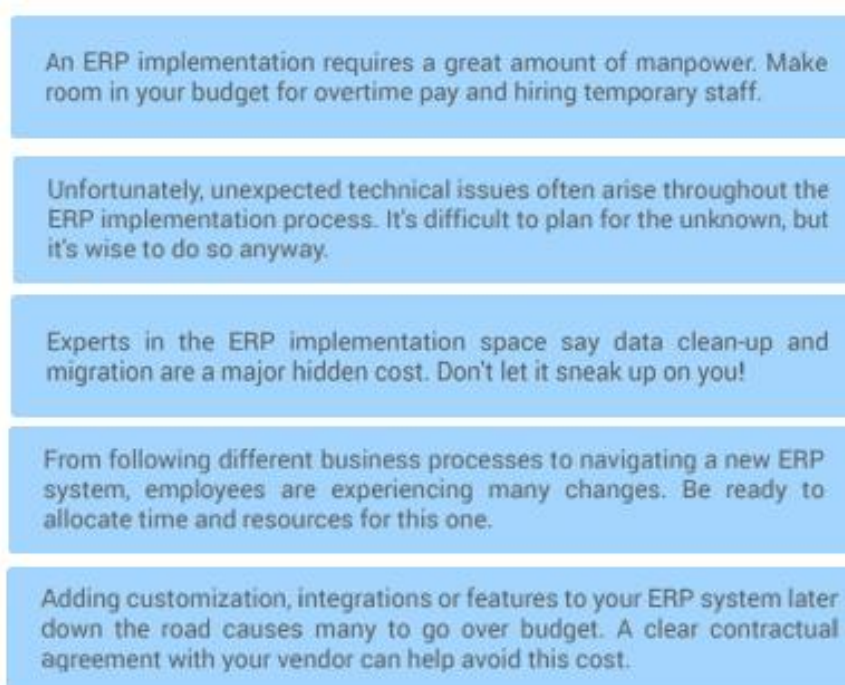 An ERP implementation requires a great amount of manpower. Make
room in your budget for overtime pay and hiring temporary staff.
Unfortunately, unexpected technical issues often arise throughout the
ERP implementation process. It's difficult to plan for the unknown, but
it's wise to do so anyway.
Experts in the ERP implementation space say data clean-up and
migration are a major hidden cost. Don't let it sneak up on you!
From following different business processes to navigating a new ERP
system, employees are experiencing many changes. Be ready to
allocate time and resources for this one.
Adding customization, integrations or features to your ERP system later
down the road causes many to go over budget. A clear contractual
agreement with your vendor can help avoid this cost.